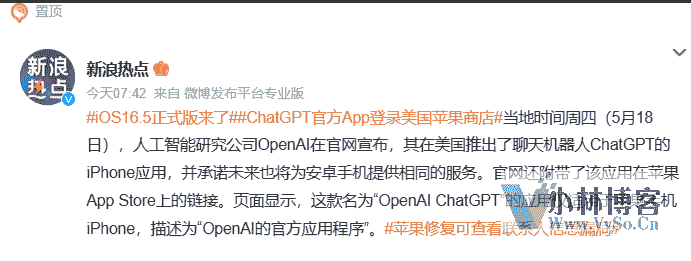 置顶
新浪
热点
新浪热点
今天07:42 来自 微博发布平台专业版
#iOS16.5正式版来了##ChatGPT官方App登录美国苹果商店#当地时间周四（5月18
日），人工智能研究公司OpenAI在官网宣布，其在美国推出了聊天机器人ChatGPT的
iPhone应用，并承诺未来也将为安卓手机提供相同的服务。官网还附带了该应用在苹果
App Store上的链接。页面显示，这款名为“OpenAI ChatGPT”的应用
iPhone，描述为“OpenAI的官方应用程序”。#苹果修复可查看联系人信息漏洞#
小林博客
www.VySo.Cn